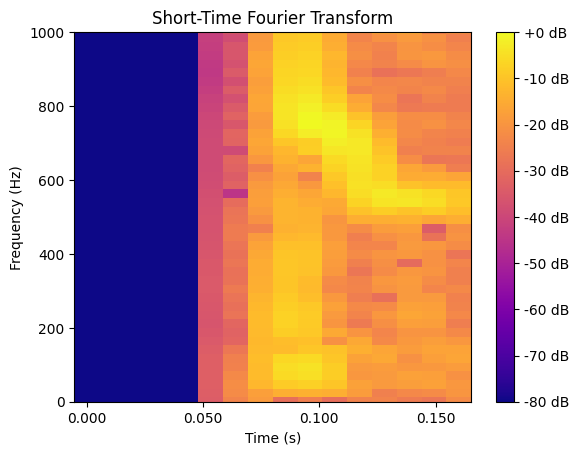 Short-Time Fourier Transform
Frequency (Hz)
1000
800
600
400
200
0
0.000
0.050
0.100
0.150
Time (s)
+0 dB
-10 dB
-20 dB
-30 dB
-40 dB
-50 dB
-60 dB
-70 dB
-80 dB